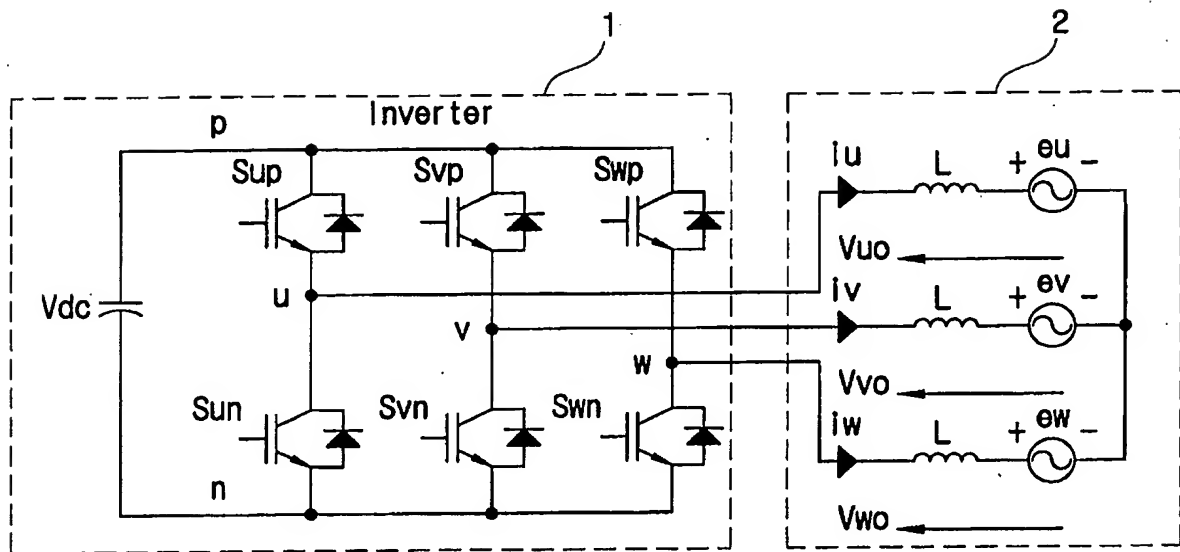 1
2
Inverter
p
Sup
Svp
Swp
iu
L
+ eu -
Vuo
Vdc
u
iv
L
+ ev -
v
w
Vvo
Sun
Svn
Swn
iw
L
+ ew -
n
Vwo